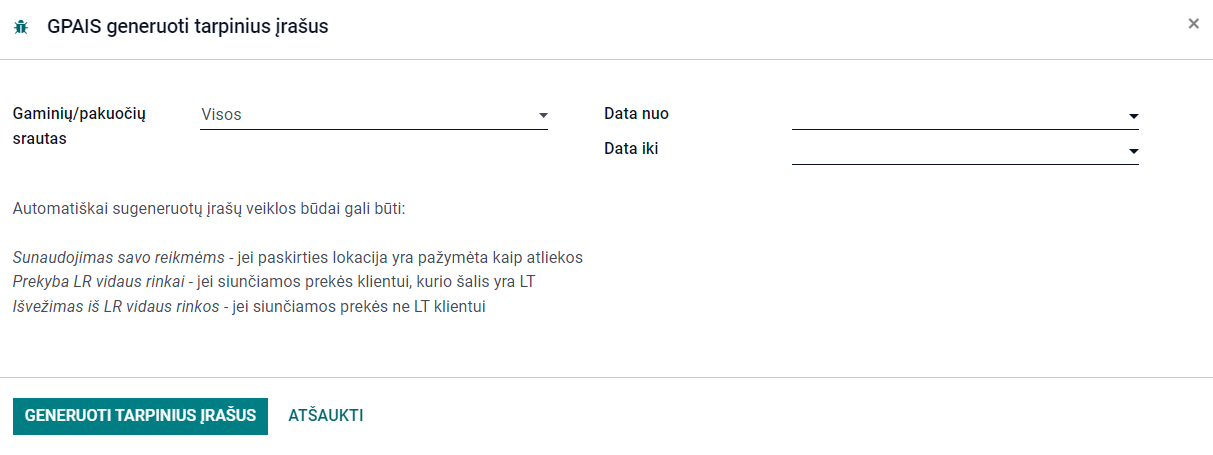 GPAIS generuoti tarpinius įrašus
×
Gaminių/pakuočių
srautas
Visos
Data nuo
Data iki
Automatiškai sugeneruotų įrašų veiklos būdai gali būti:
Sunaudojimas savo reikmėms - jei paskirties lokacija yra pažymėta kaip atliekos
Prekyba LR vidaus rinkai - jei siunčiamos prekės klientui, kurio šalis yra LT
Išvežimas iš LR vidaus rinkos - jei siunčiamos prekės ne LT klientui
GENERUOTI TARPINIUS ĮRAŠUS
ATŠAUKTI